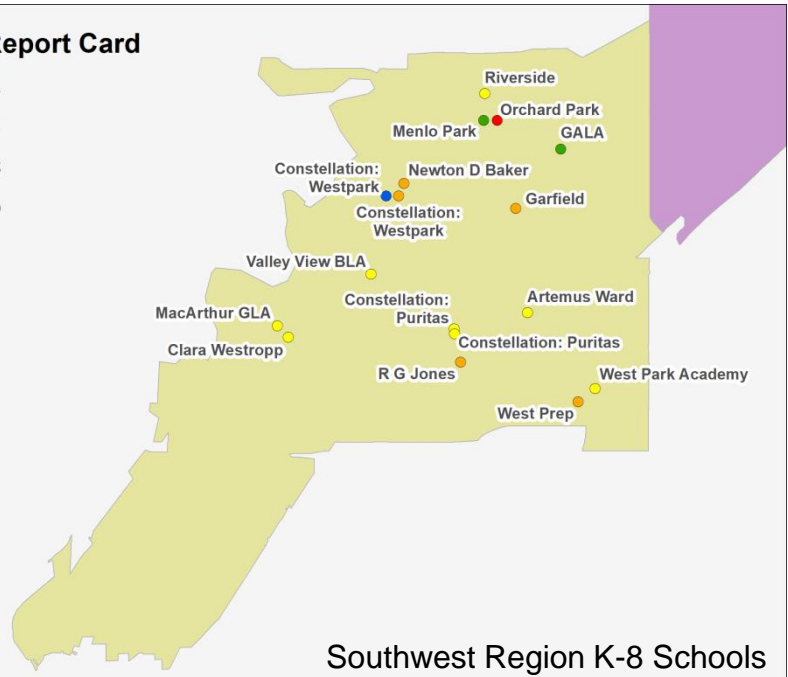 Report Card
Riverside
Orchard Park
Menlo Park
GALA
Constellation:
Westpark
Newton D Baker
Constellation:
Westpark
Garfield
Valley View BLA
Constellation:
Puritas
Artemus Ward
MacArthur GLA
Clara Westropp
Constellation: Puritas
R G Jones
West Park Academy
West Prep
Southwest Region K-8 Schools